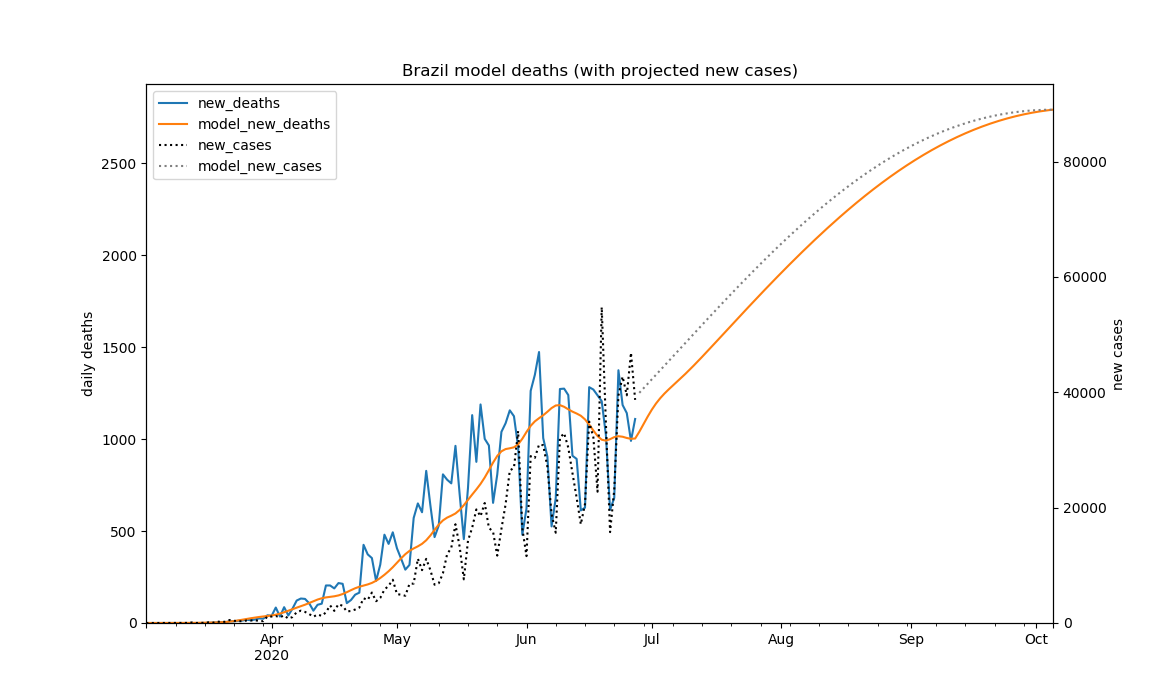 Brazil model deaths (with projected new cases)
new_deaths
model_new_deaths
new_cases
model_new_cases
daily deaths
2500
2000
1500
1000
500
0
80000
60000
40000
20000
0
new cases
Apr May Jun Jul Aug Sep Oct
2020